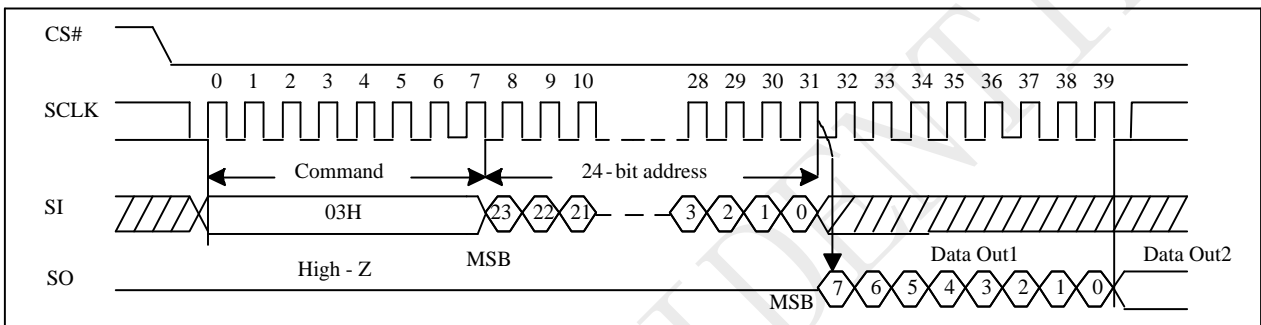 CS#
0 1 2 3 4 5 6 7 8 9 10 28 29 30 31 32 33 34 35 36 37 38 39
SCLK
Command 24-bit address
SI 03H 23 22 21 3 2 1 0
MSB Data Out1 Data Out2
High - Z
SO 7 6 5 4 3 2 1 0
MSB